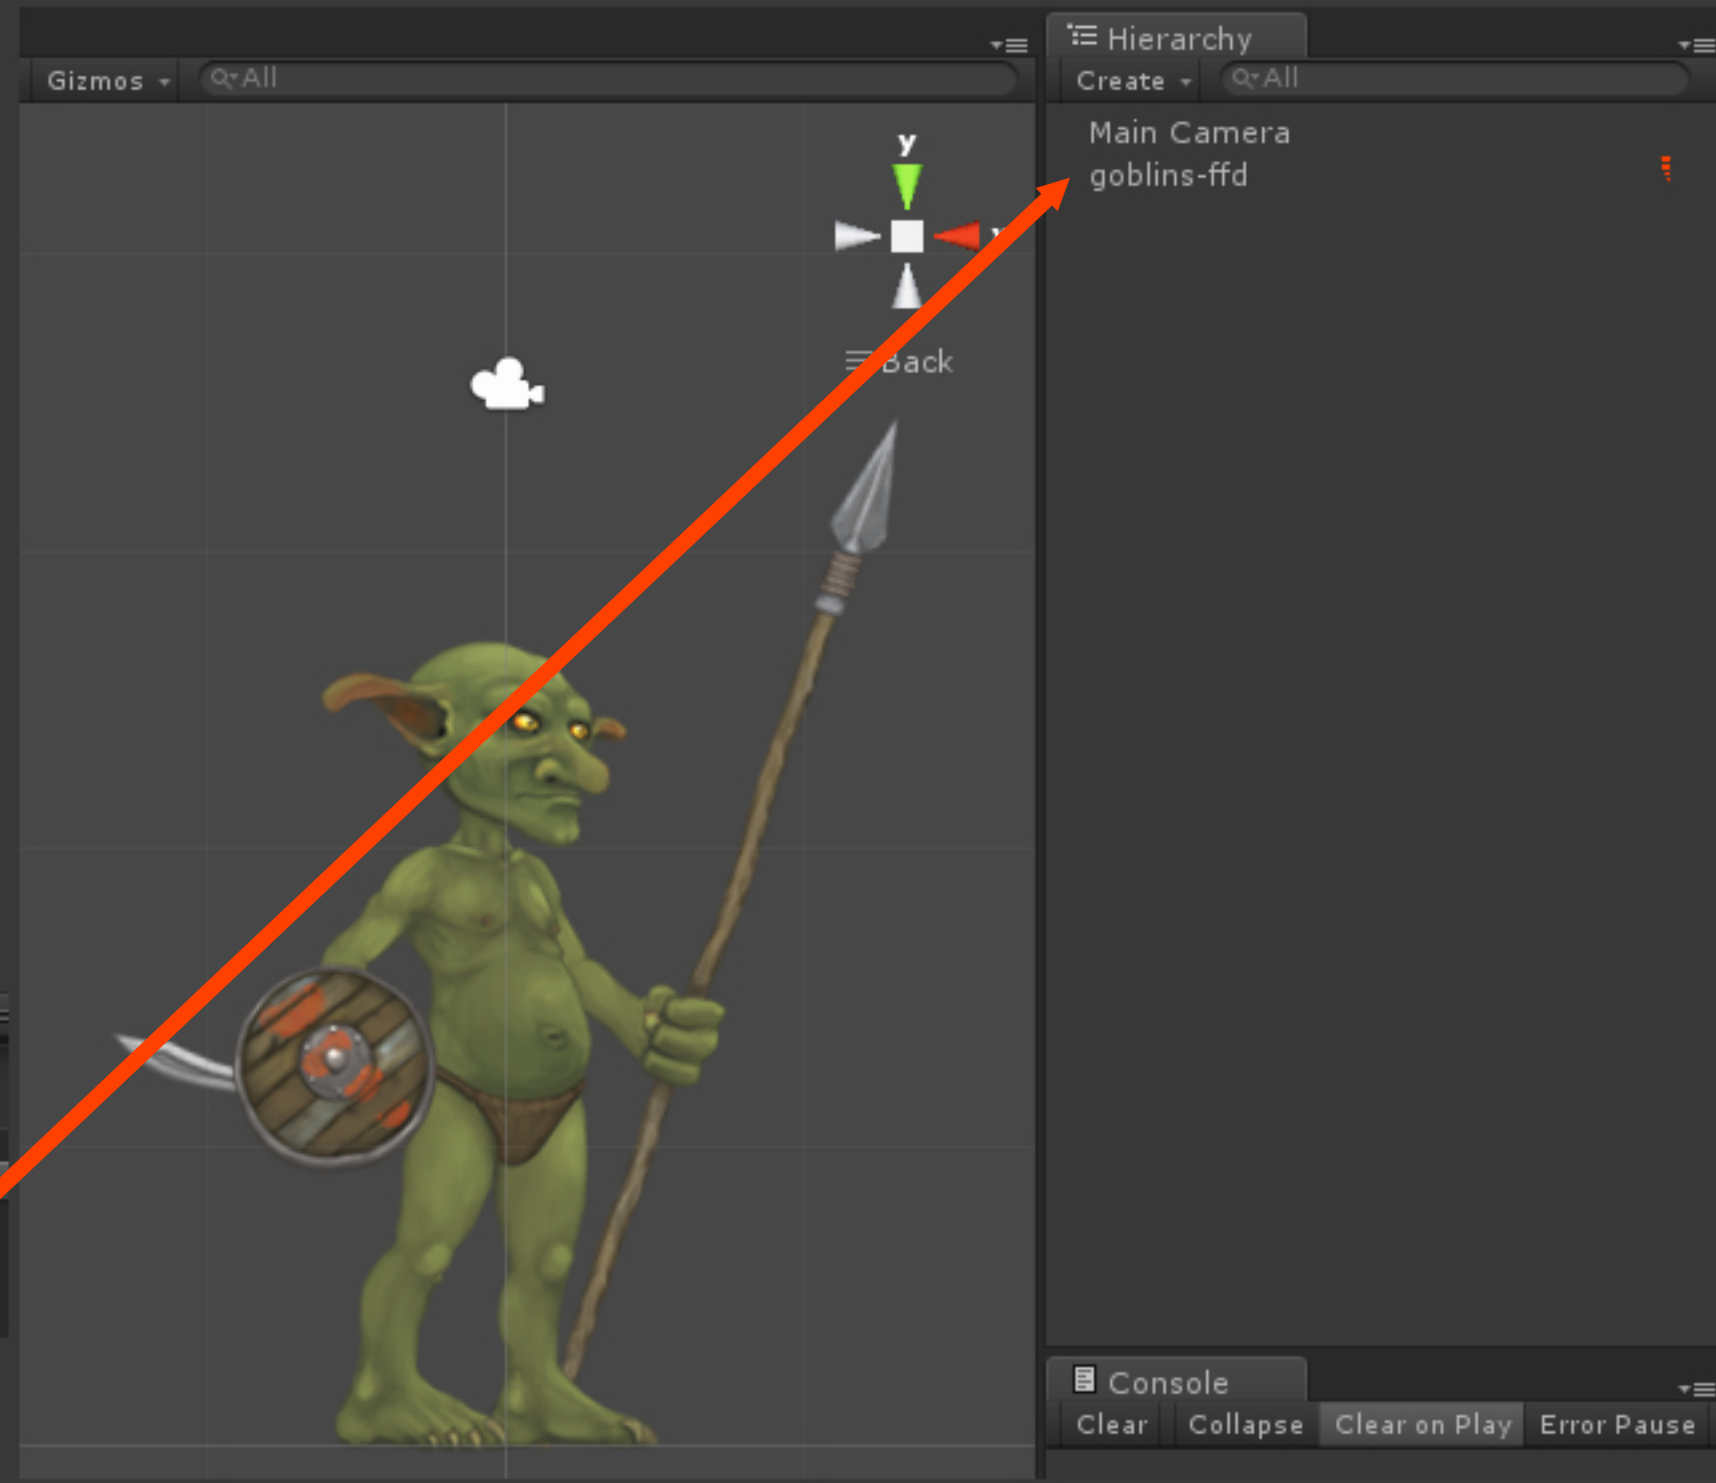 Hierarchy
Gizmos
All
Create
All
Main Camera
goblins-ffd
y
Back
Console
Clear
Collapse
Clear on Play
Error Pause